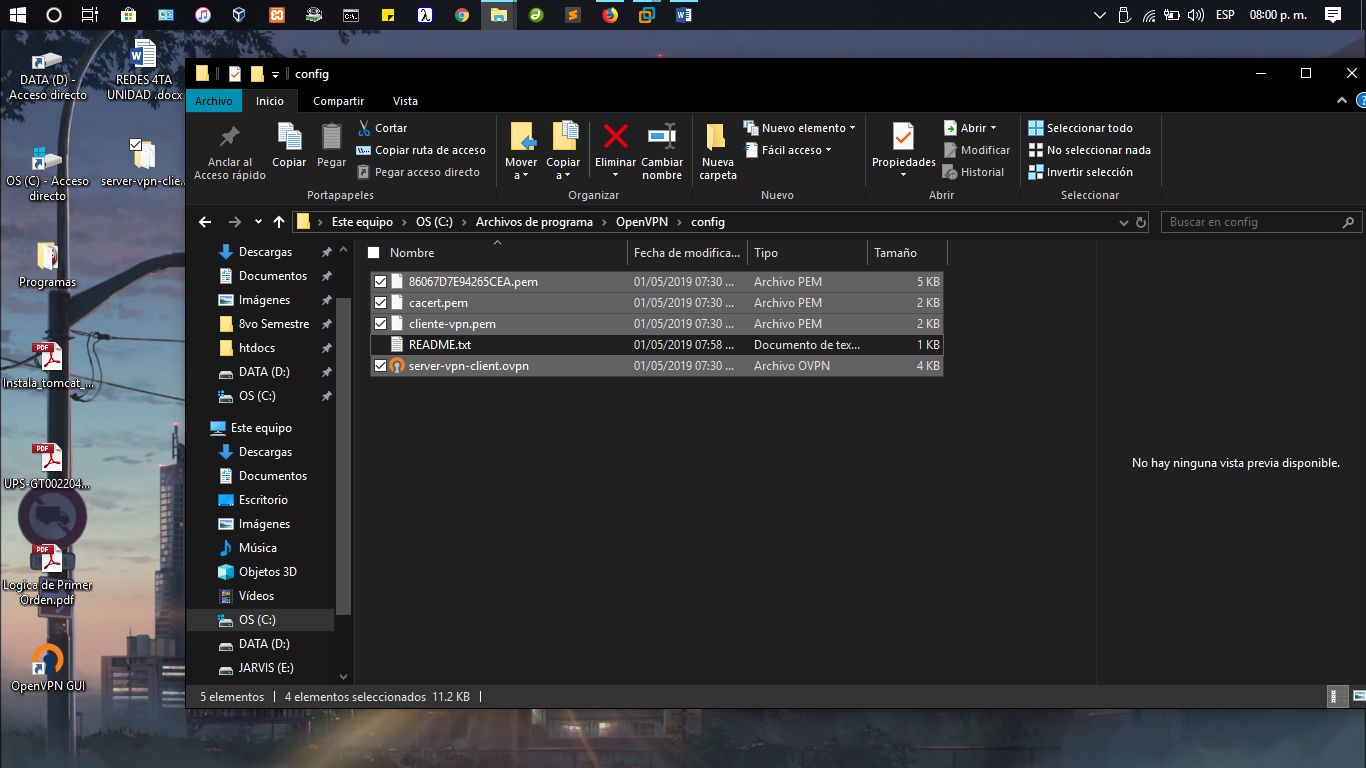 ESP
08:00 p. m.
DATA (D) -
Acceso directo
REDES 4TA
UNIDAD .docx
OS (C) - Acceso
directo
server-vpn-clie...
Programas
PDF
Instala_tomcat_...
PDF
UPS-GT002204...
PDF
Logica de Primer
Orden.pdf
OpenVPN GUI
config
Archivo
Inicio
Compartir
Vista
Anclar al
Acceso rápido
Copiar
Pegar
Cortar
Copiar ruta de acceso
Pegar acceso directo
Portapapeles
Mover
a
Copiar
a
Eliminar
Cambiar
nombre
Organizar
Nueva
carpeta
Nuevo elemento
Fácil acceso
Nuevo
Propiedades
Abrir
Modificar
Historial
Abrir
Seleccionar todo
No seleccionar nada
Invertir selección
Seleccionar
Este equipo › OS (C:) › Archivos de programa › OpenVPN › config
Buscar en config
Descargas
Documentos
Imágenes
8vo Semestre
htdocs
DATA (D:)
OS (C:)
Este equipo
Descargas
Documentos
Escritorio
Imágenes
Música
Objetos 3D
Vídeos
OS (C:)
DATA (D:)
JARVIS (E:)
Nombre Fecha de modifica... Tipo Tamaño
86067D7E94265CEA.pem 01/05/2019 07:30 ... Archivo PEM 5 KB
cacert.pem 01/05/2019 07:30 ... Archivo PEM 2 KB
cliente-vpn.pem 01/05/2019 07:30 ... Archivo PEM 2 KB
README.txt 01/05/2019 07:58 ... Documento de tex... 1 KB
server-vpn-client.ovpn 01/05/2019 07:30 ... Archivo OVPN 4 KB
No hay ninguna vista previa disponible.
5 elementos
4 elementos seleccionados 11.2 KB